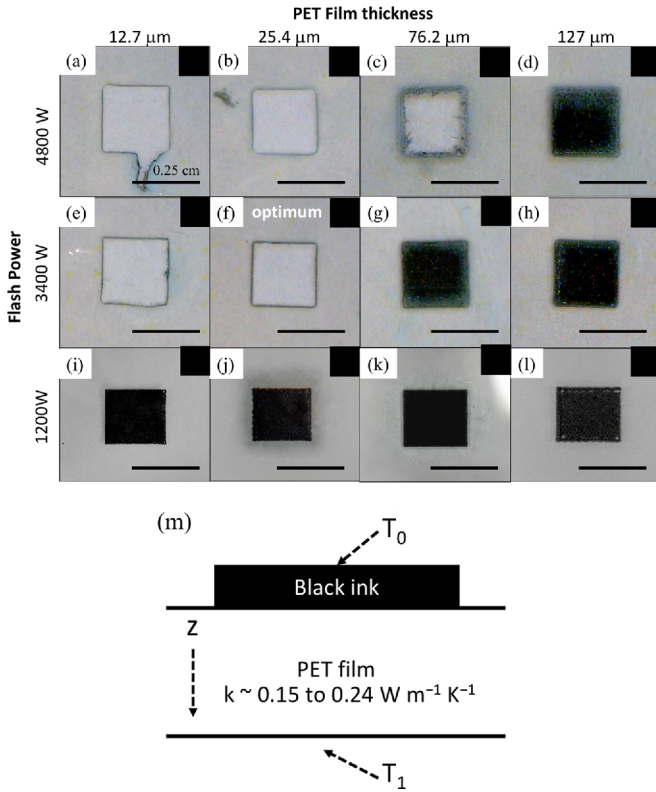 PET Film thickness
12.7 μm 25.4 μm 76.2 μm 127 μm
Flash Power
4800 W
(a) (b) (c) (d)
0.25 cm
3400 W
(e) (f) optimum (g) (h)
1200W
(i) (j) (k) (l)
(m)
T₀
Black ink
z
PET film
k ~ 0.15 to 0.24 W m⁻¹ K⁻¹
T₁